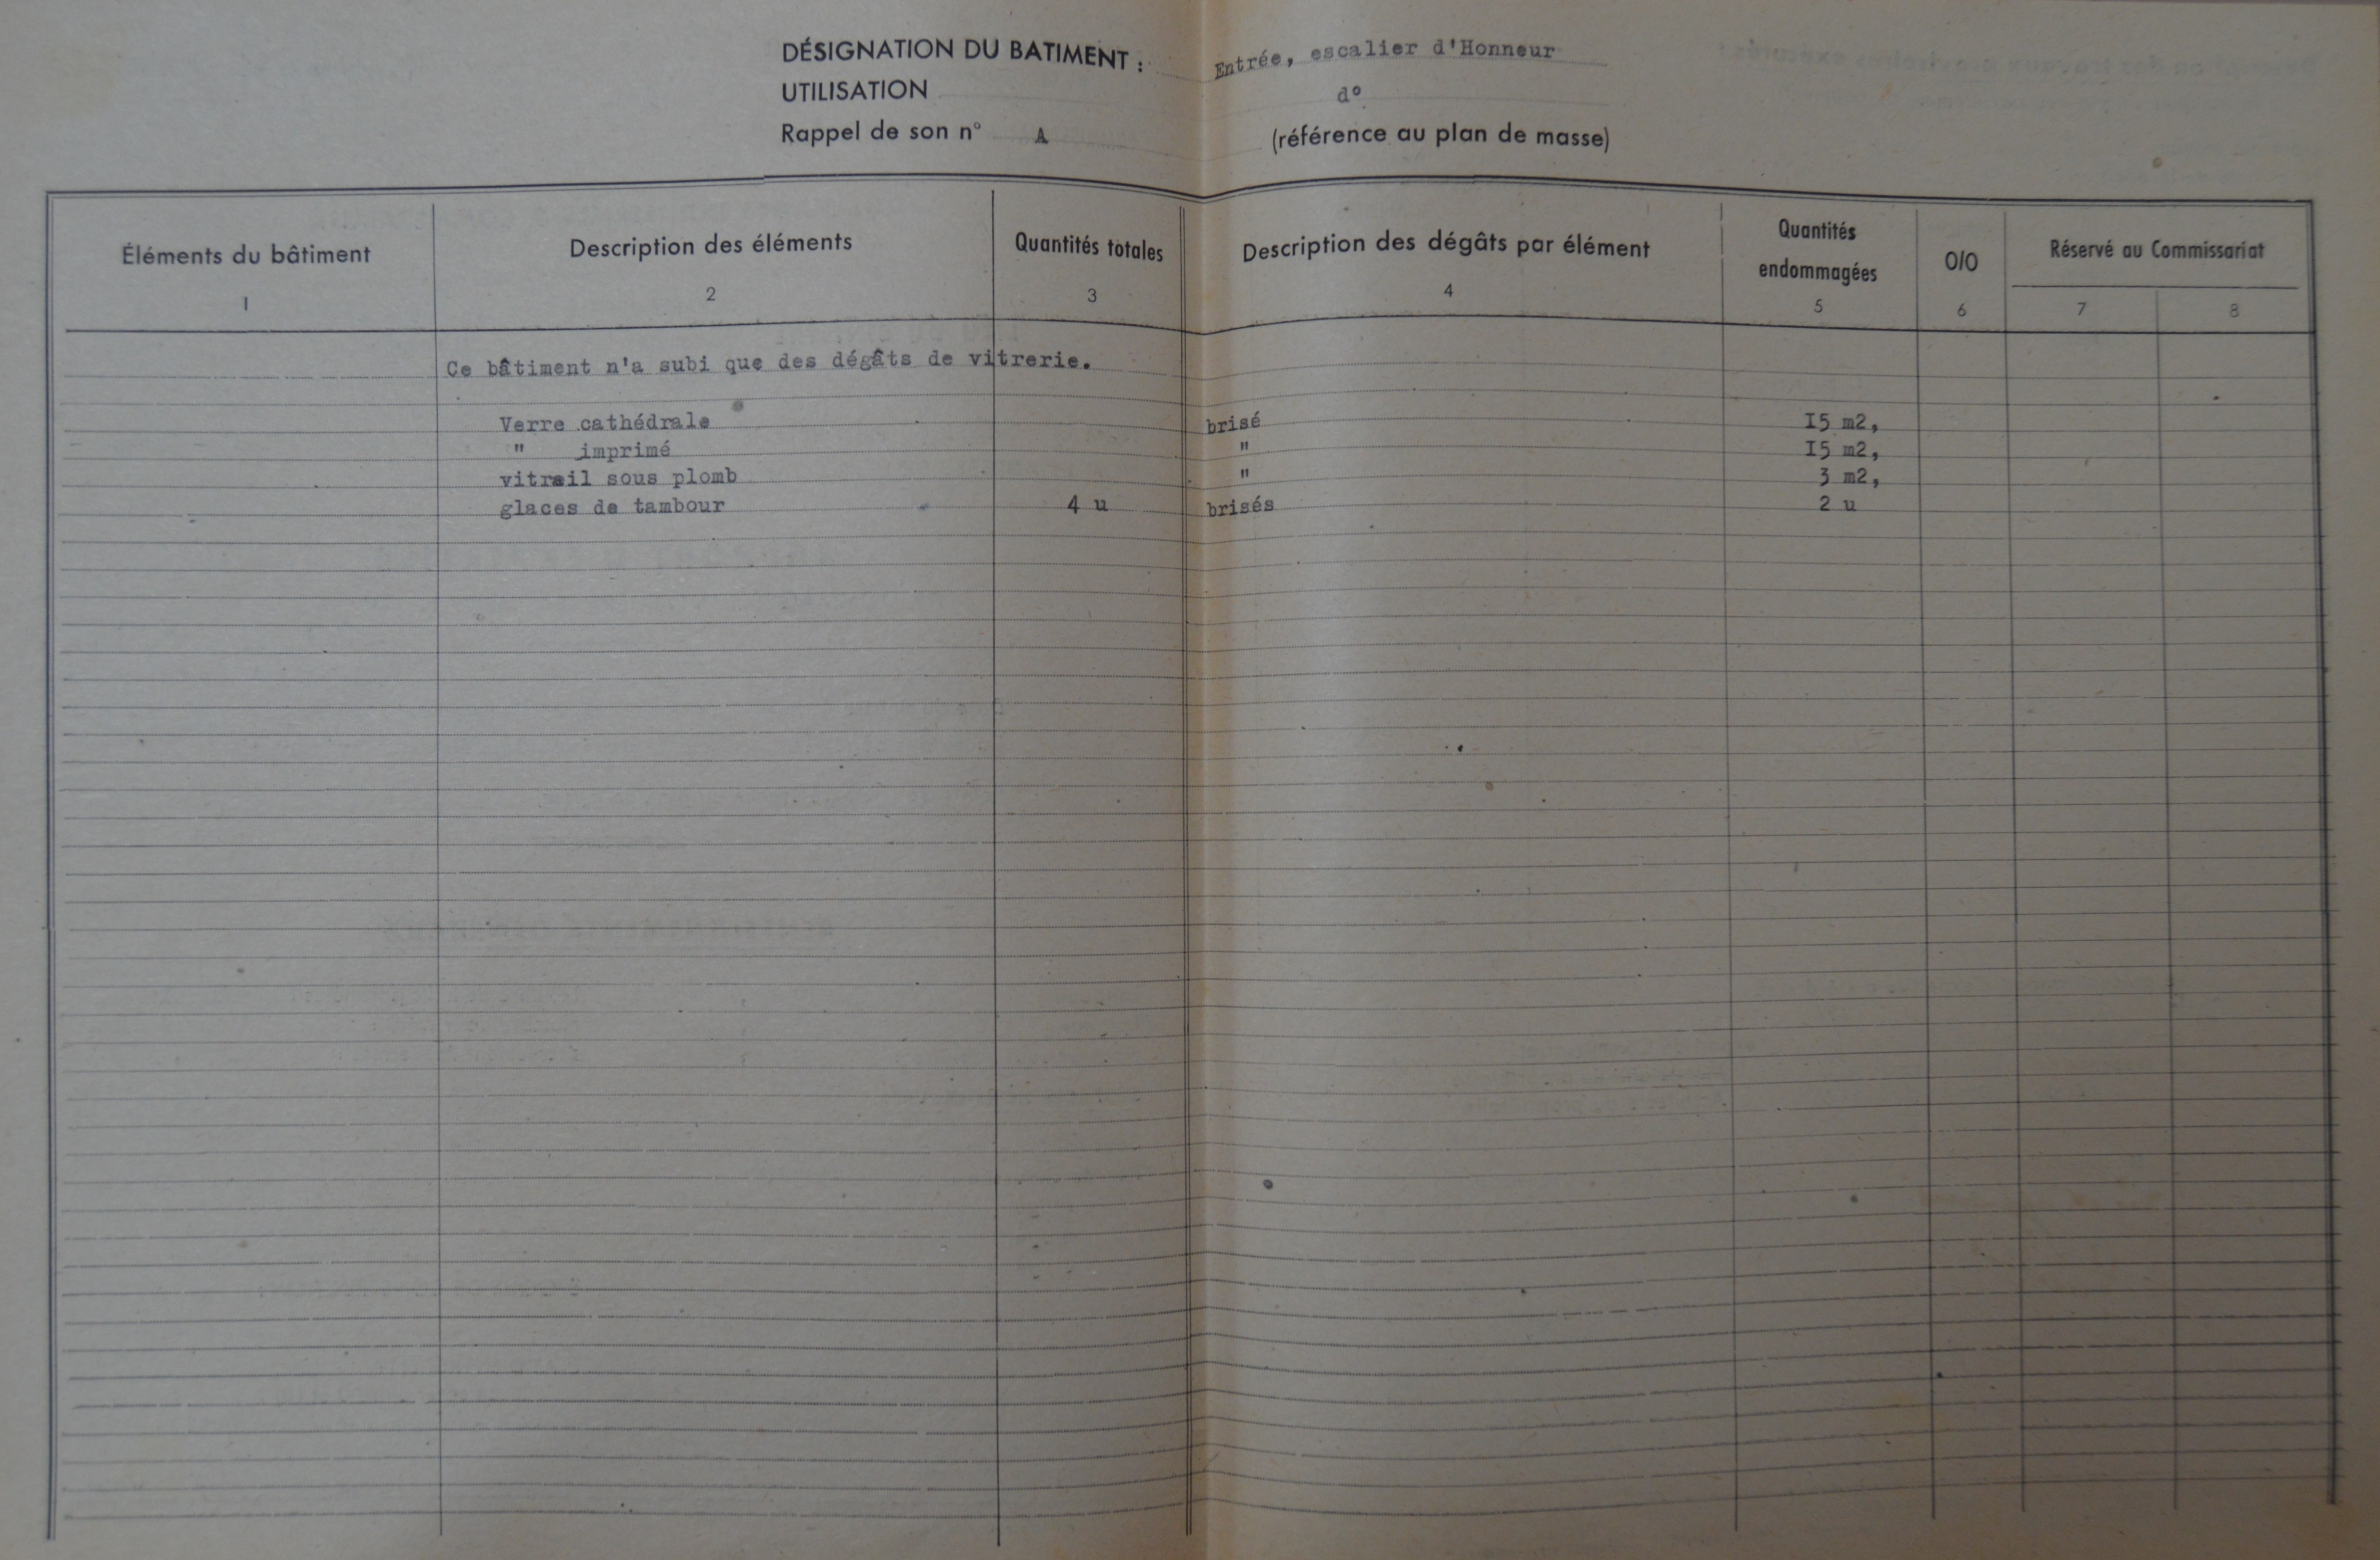 DÉSIGNATION DU BATIMENT : Entrée, escalier d'Honneur
UTILISATION d°
Rappel de son n° A (référence au plan de masse)
Éléments du bâtiment Description des éléments Quantités totales Description des dégâts par élément Quantités endommagées O/O Réservé au Commissariat
1 2 3 4 5 6 7 8
Ce bâtiment n'a subi que des dégâts de vitrerie.
Verre cathédrale brisé I5 m2,
" imprimé " I5 m2,
vitrail sous plomb " 3 m2,
glaces de tambour 4 u brisés 2 u